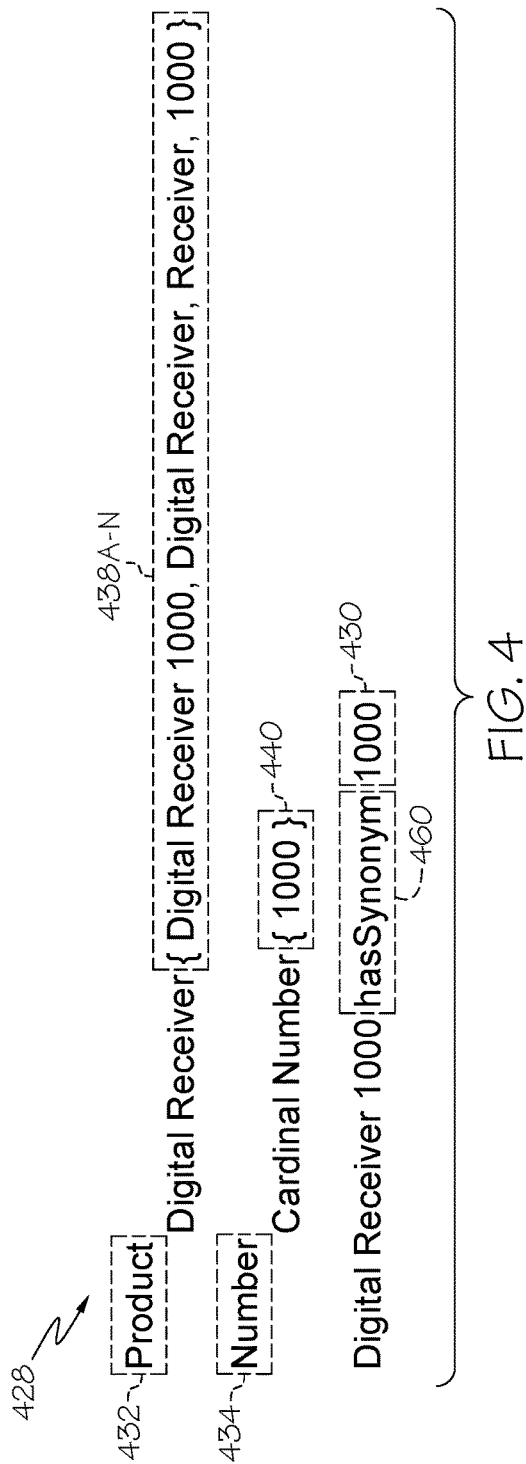 428
438A-N
432 Product
Digital Receiver { Digital Receiver 1000, Digital Receiver, Receiver, 1000 }
434 Number
440
Cardinal Number { 1000 }
430
Digital Receiver 1000 hasSynonym 1000
460
FIG. 4